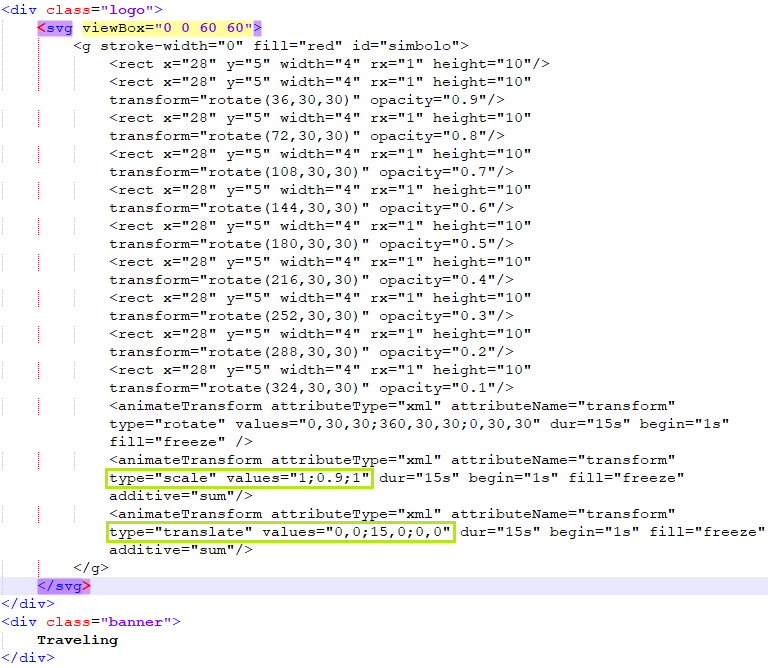 <div class="logo">
<svg viewBox="0 0 60 60">
<g stroke-width="0" fill="red" id="simbolo">
<rect x="28" y="5" width="4" rx="1" height="10"/>
<rect x="28" y="5" width="4" rx="1" height="10"
transform="rotate(36,30,30)" opacity="0.9"/>
<rect x="28" y="5" width="4" rx="1" height="10"
transform="rotate(72,30,30)" opacity="0.8"/>
<rect x="28" y="5" width="4" rx="1" height="10"
transform="rotate(108,30,30)" opacity="0.7"/>
<rect x="28" y="5" width="4" rx="1" height="10"
transform="rotate(144,30,30)" opacity="0.6"/>
<rect x="28" y="5" width="4" rx="1" height="10"
transform="rotate(180,30,30)" opacity="0.5"/>
<rect x="28" y="5" width="4" rx="1" height="10"
transform="rotate(216,30,30)" opacity="0.4"/>
<rect x="28" y="5" width="4" rx="1" height="10"
transform="rotate(252,30,30)" opacity="0.3"/>
<rect x="28" y="5" width="4" rx="1" height="10"
transform="rotate(288,30,30)" opacity="0.2"/>
<rect x="28" y="5" width="4" rx="1" height="10"
transform="rotate(324,30,30)" opacity="0.1"/>
<animateTransform attributeType="xml" attributeName="transform"
type="rotate" values="0,30,30;360,30,30;0,30,30" dur="15s" begin="1s"
fill="freeze" />
<animateTransform attributeType="xml" attributeName="transform"
type="scale" values="1;0.9;1" dur="15s" begin="1s" fill="freeze"
additive="sum"/>
<animateTransform attributeType="xml" attributeName="transform"
type="translate" values="0,0;15,0;0,0" dur="15s" begin="1s" fill="freeze"
additive="sum"/>
</g>
</svg>
</div>
<div class="banner">
Traveling
</div>